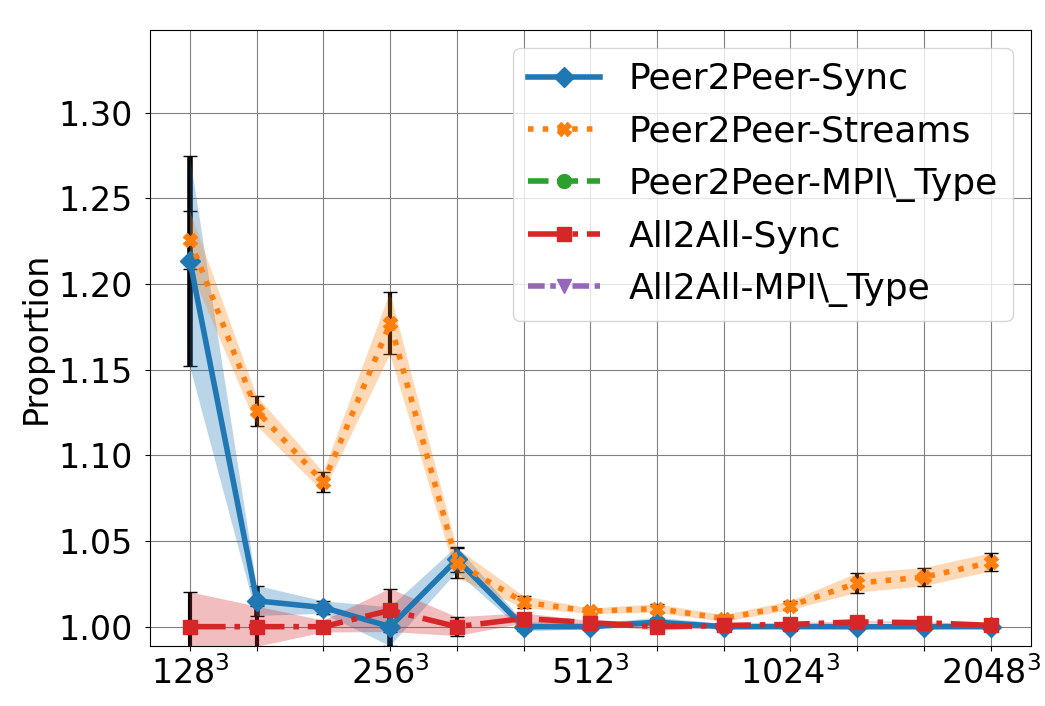 Peer2Peer-Sync
Peer2Peer-Streams
Peer2Peer-MPI\_Type
All2All-Sync
All2All-MPI\_Type
Proportion
1.30
1.25
1.20
1.15
1.10
1.05
1.00
128³ 256³ 512³ 1024³ 2048³